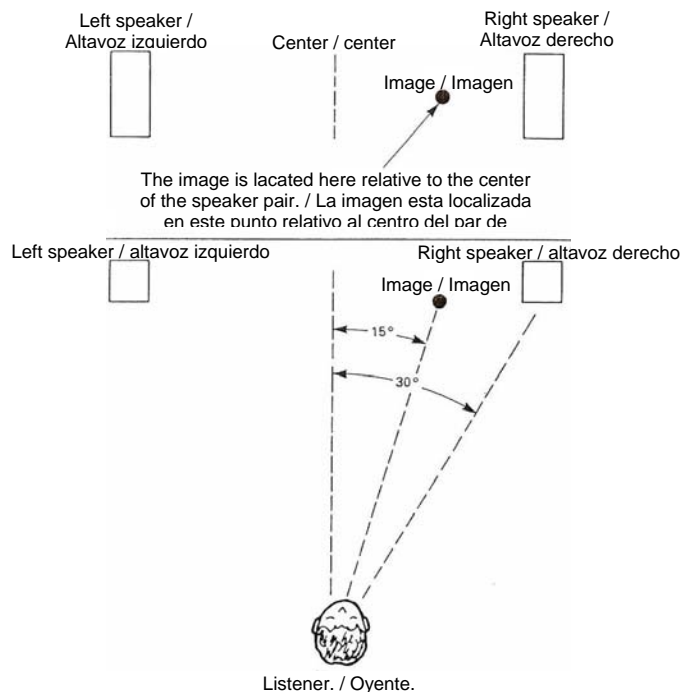 Left speaker /
Altavoz izquierdo
Center / center
Right speaker /
Altavoz derecho
Image / Imagen
The image is lacated here relative to the center
of the speaker pair. / La imagen esta localizada
en este punto relativo al centro del par de
Left speaker / altavoz izquierdo
Right speaker / altavoz derecho
Image / Imagen
15°
30°
Listener. / Oyente.